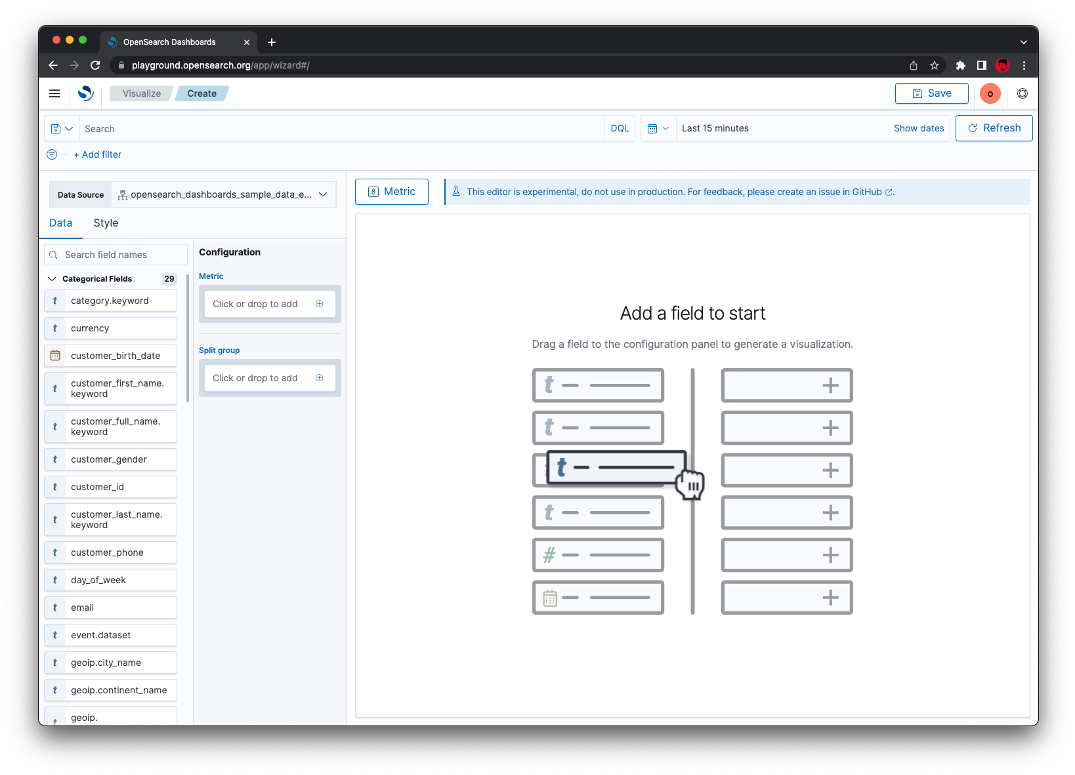 OpenSearch Dashboards
playground.opensearch.org/app/wizard#/
Visualize Create Save o
Search DQL Last 15 minutes Show dates Refresh
+ Add filter
Data Source opensearch_dashboards_sample_data_e...
8 Metric This editor is experimental, do not use in production. For feedback, please create an issue in GitHub.
Data Style
Search field names
Categorical Fields 29
t category.keyword
t currency
customer_birth_date
t customer_first_name.
keyword
t customer_full_name.
keyword
t customer_gender
t customer_id
t customer_last_name.
keyword
t customer_phone
t day_of_week
t email
t event.dataset
t geoip.city_name
t geoip.continent_name
t geoip.
Configuration
Metric
Click or drop to add
Split group
Click or drop to add
Add a field to start
Drag a field to the configuration panel to generate a visualization.
t
t
t
t
#